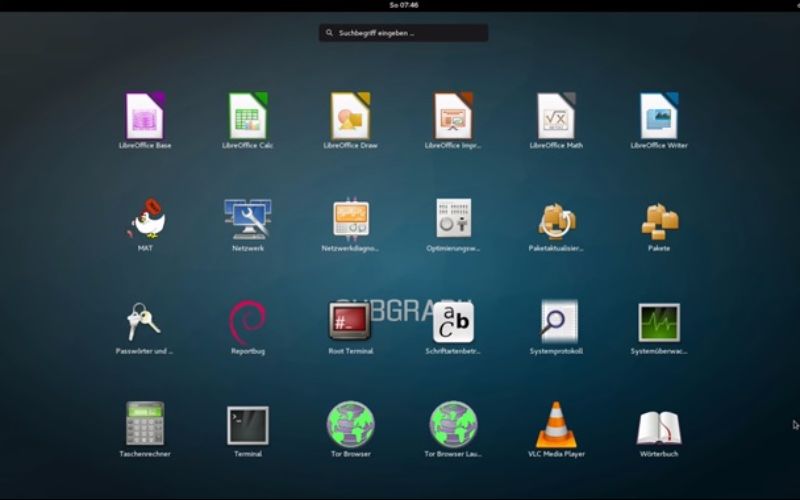 So 07:46
Suchbegriff eingeben ...
LibreOffice Base
LibreOffice Calc
LibreOffice Draw
LibreOffice Impr...
LibreOffice Math
LibreOffice Writer
MAT
Netzwerk
Netzwerkdiagno...
Optimierungsw...
Paketaktualisier...
Pakete
SUBGRAPH
Passwörter und ...
Reportbug
Root Terminal
Schriftartenbetr...
Systemprotokoll
Systemüberwac...
Taschenrechner
Terminal
Tor Browser
Tor Browser Lau...
VLC Media Player
Wörterbuch